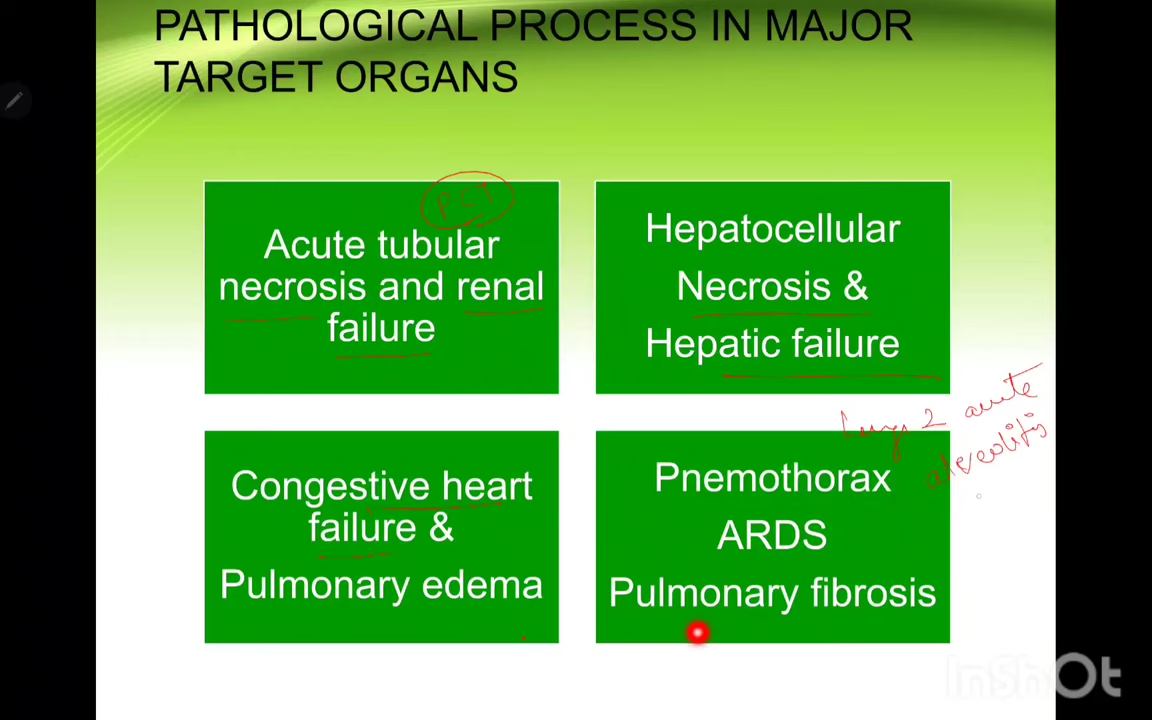 PATHOLOGICAL PROCESS IN MAJOR
TARGET ORGANS
PCT
Acute tubular
necrosis and renal
failure
Hepatocellular
Necrosis &
Hepatic failure
Congestive heart
failure &
Pulmonary edema
acute
alveolitis
Pnemothorax
ARDS
Pulmonary fibrosis
InShOt